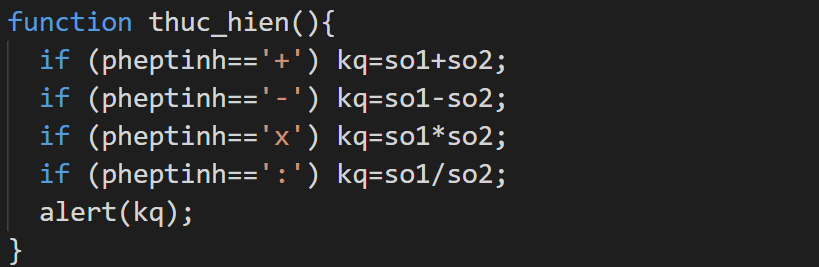 function thuc_hien(){
  if (pheptinh=='+') kq=so1+so2;
  if (pheptinh=='-') kq=so1-so2;
  if (pheptinh=='x') kq=so1*so2;
  if (pheptinh==':') kq=so1/so2;
  alert(kq);
}